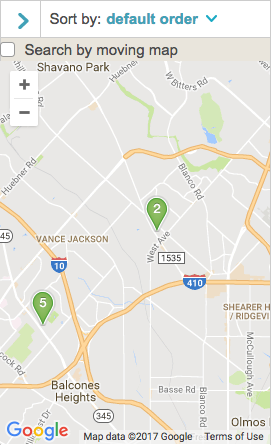 Sort by: default order
Search by moving map
Shavano Park
Huebner
W Bitters Rd
Huebner Rd
Blanco Rd
2
West Ave
VANCE JACKSON
1535
10
410
5
SHEARER H
/ RIDGEVI
Blanco Rd
McCullough Ave
Balcones
Heights
Basse Rd
Olmos
Google
Map data ©2017 Google
Terms of Use